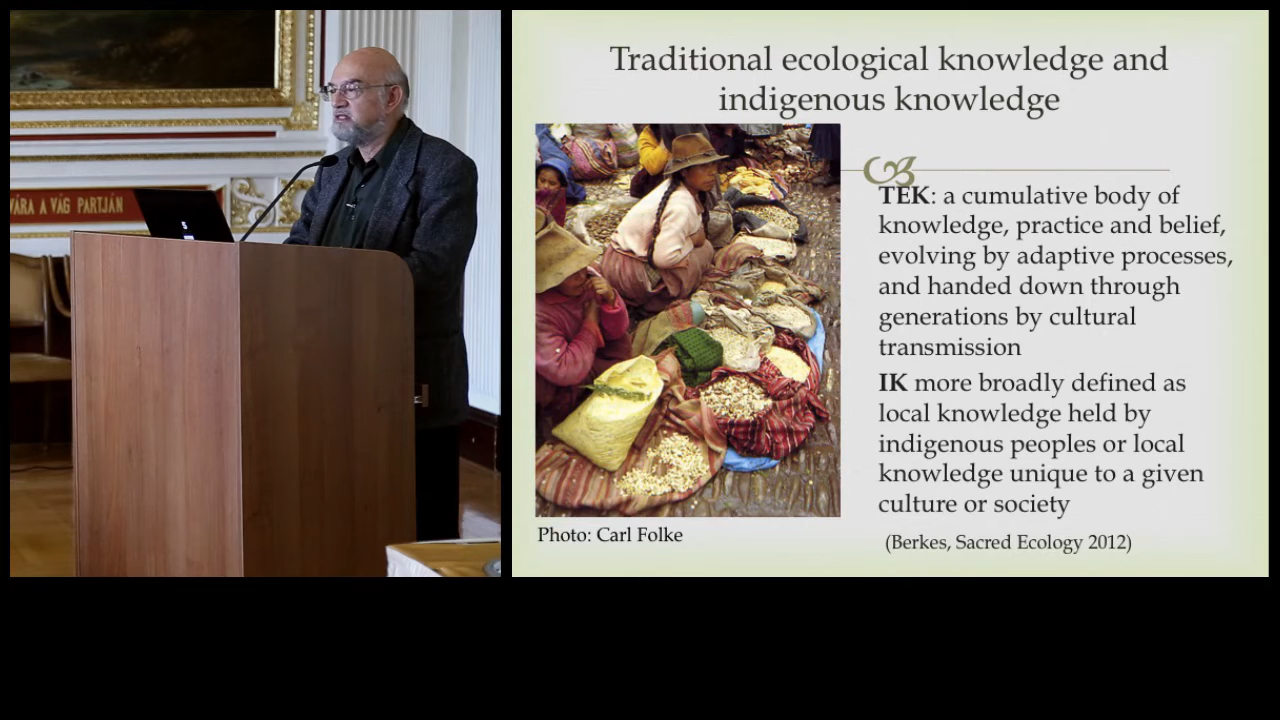 VÁRA A VÁG PARTJÁN
Traditional ecological knowledge and
indigenous knowledge
TEK: a cumulative body of
knowledge, practice and belief,
evolving by adaptive processes,
and handed down through
generations by cultural
transmission
IK more broadly defined as
local knowledge held by
indigenous peoples or local
knowledge unique to a given
culture or society
Photo: Carl Folke
(Berkes, Sacred Ecology 2012)